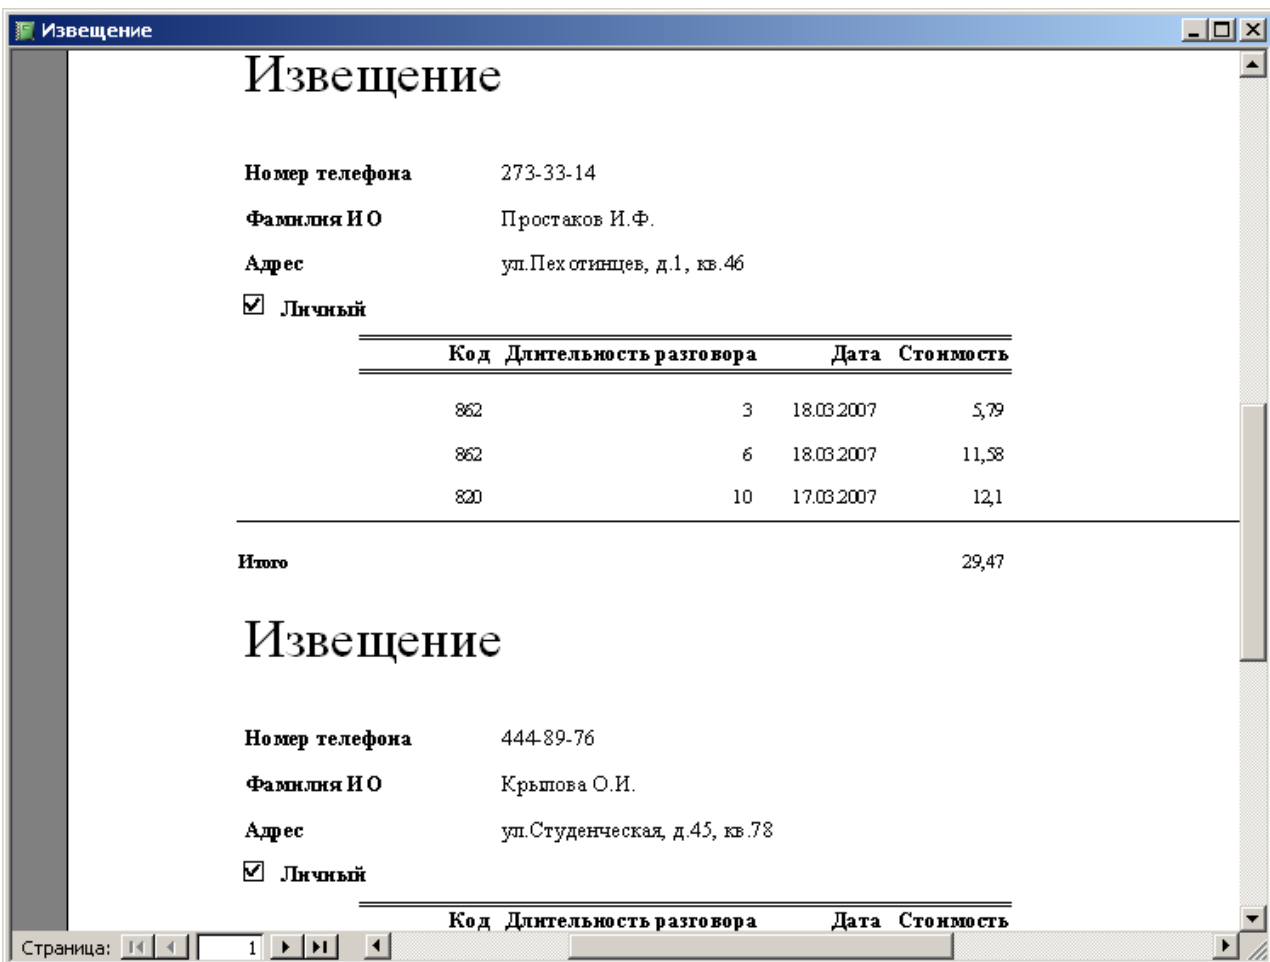 Извещение
Извещение
Номер телефона 273-33-14
Фамилия И О Простаков И.Ф.
Адрес ул.Пехотинцев, д.1, кв.46
Личный
Код Длительность разговора Дата Стоимость
862 3 18.03.2007 5,79
862 6 18.03.2007 11,58
820 10 17.03.2007 12,1
Итого 29,47
Извещение
Номер телефона 444-89-76
Фамилия И О Крылова О.И.
Адрес ул.Студенческая, д.45, кв.78
Личный
Код Длительность разговора Дата Стоимость
Страница: 1